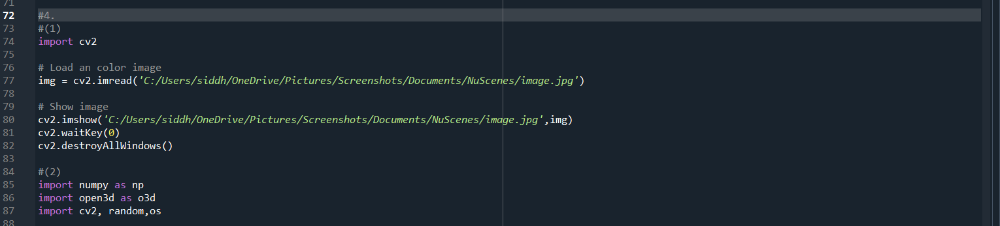 71
72 #4.
73 #(1)
74 import cv2
75
76 # Load an color image
77 img = cv2.imread('C:/Users/siddh/OneDrive/Pictures/Screenshots/Documents/NuScenes/image.jpg')
78
79 # Show image
80 cv2.imshow('C:/Users/siddh/OneDrive/Pictures/Screenshots/Documents/NuScenes/image.jpg',img)
81 cv2.waitKey(0)
82 cv2.destroyAllWindows()
83
84 #(2)
85 import numpy as np
86 import open3d as o3d
87 import cv2, random,os
88